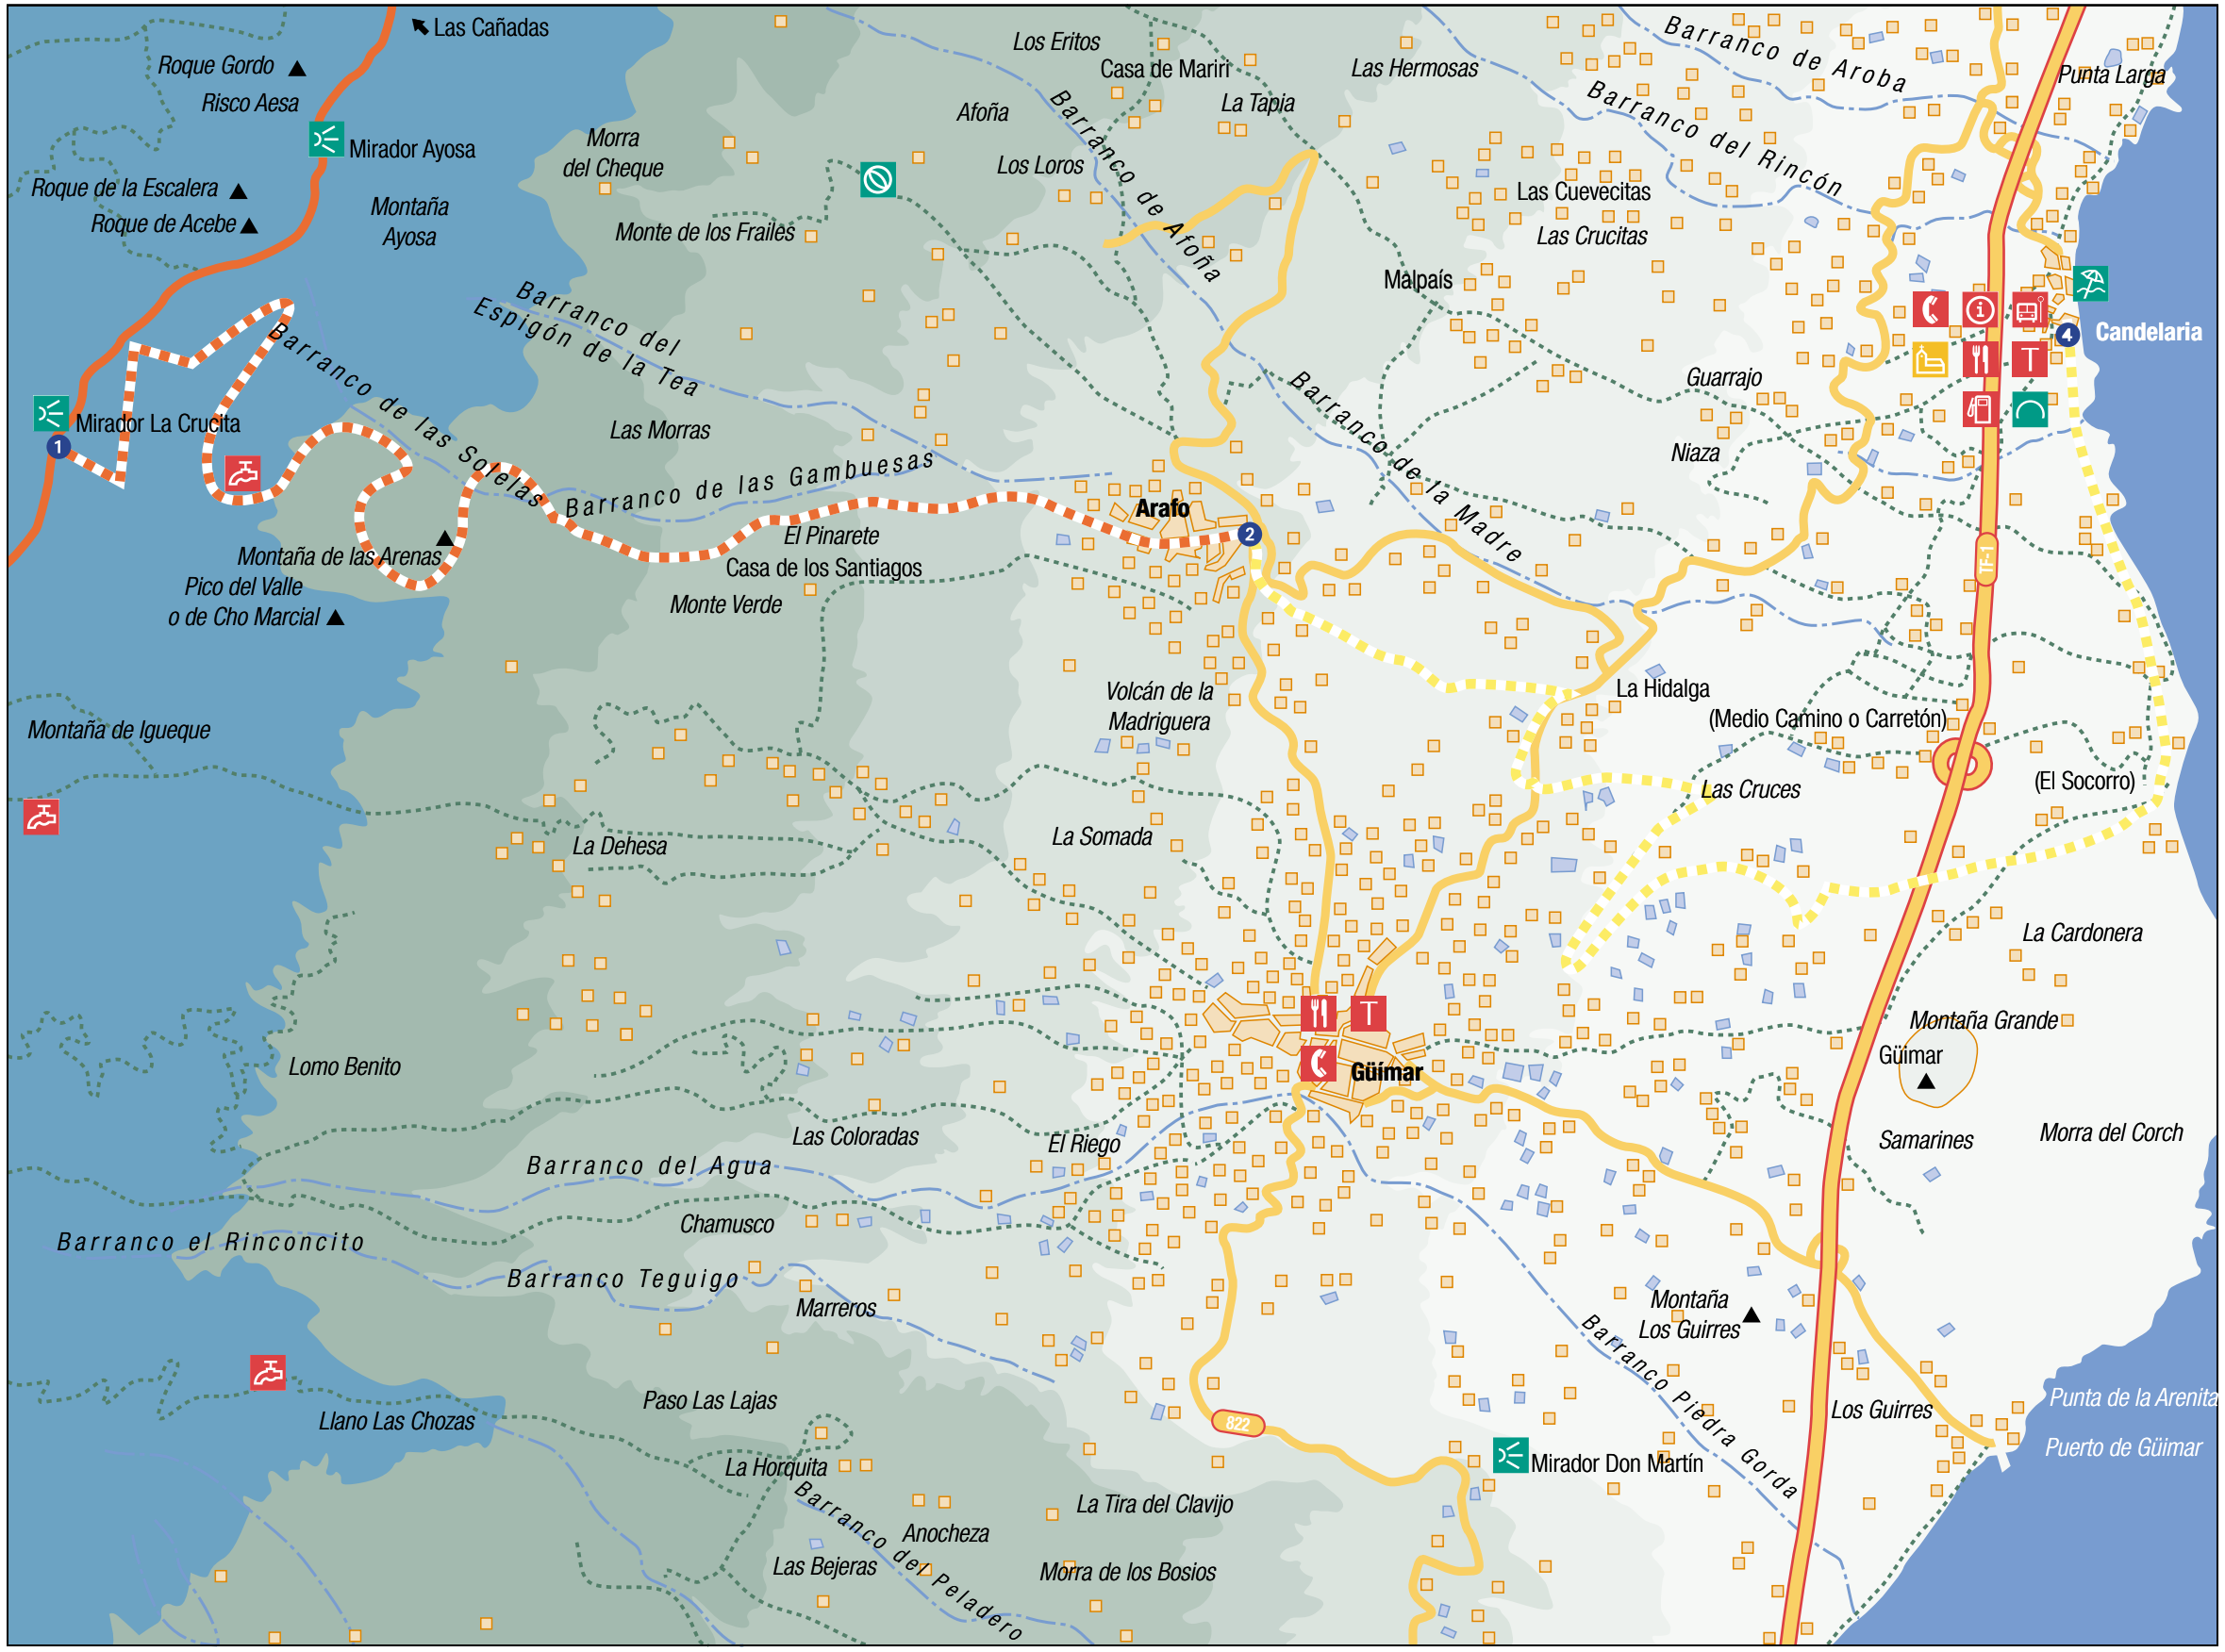 Las Cañadas
Roque Gordo
Risco Aesa
Mirador Ayosa
Roque de la Escalera
Roque de Acebe
Montaña
Ayosa
Morra
del Cheque
Monte de los Frailes
Los Eritos
Casa de Mariri
Afoña
La Tapia
Los Loros
Barranco de Afoña
Las Hermosas
Barranco de Aroba
Barranco del Rincón
Punta Larga
Las Cuevecitas
Las Crucitas
Malpaís
i
T
4
Candelaria
Barranco del
Espigón de la Tea
Barranco de las Solelas
Mirador La Crucita
1
Las Morras
Barranco de las Gambuesas
Barranco de la Madre
Guarrajo
Niaza
Arafo
2
TF-1
El Pinarete
Casa de los Santiagos
Monte Verde
Montaña de las Arenas
Pico del Valle
o de Cho Marcial
Montaña de Igueque
Volcán de la
Madriguera
La Hidalga
(Medio Camino o Carretón)
Las Cruces
(El Socorro)
La Dehesa
La Somada
La Cardonera
T
Güímar
Montaña Grande
Güimar
Lomo Benito
Las Coloradas
El Riego
Samarines
Morra del Corch
Barranco del Agua
Chamusco
Barranco el Rinconcito
Barranco Teguigo
Marreros
Montaña
Los Guirres
Barranco Piedra Gorda
Paso Las Lajas
Llano Las Chozas
822
Los Guirres
Punta de la Arenita
Puerto de Güimar
La Horquita
Mirador Don Martín
Barranco del Peladero
La Tira del Clavijo
Anocheza
Las Bejeras
Morra de los Bosios